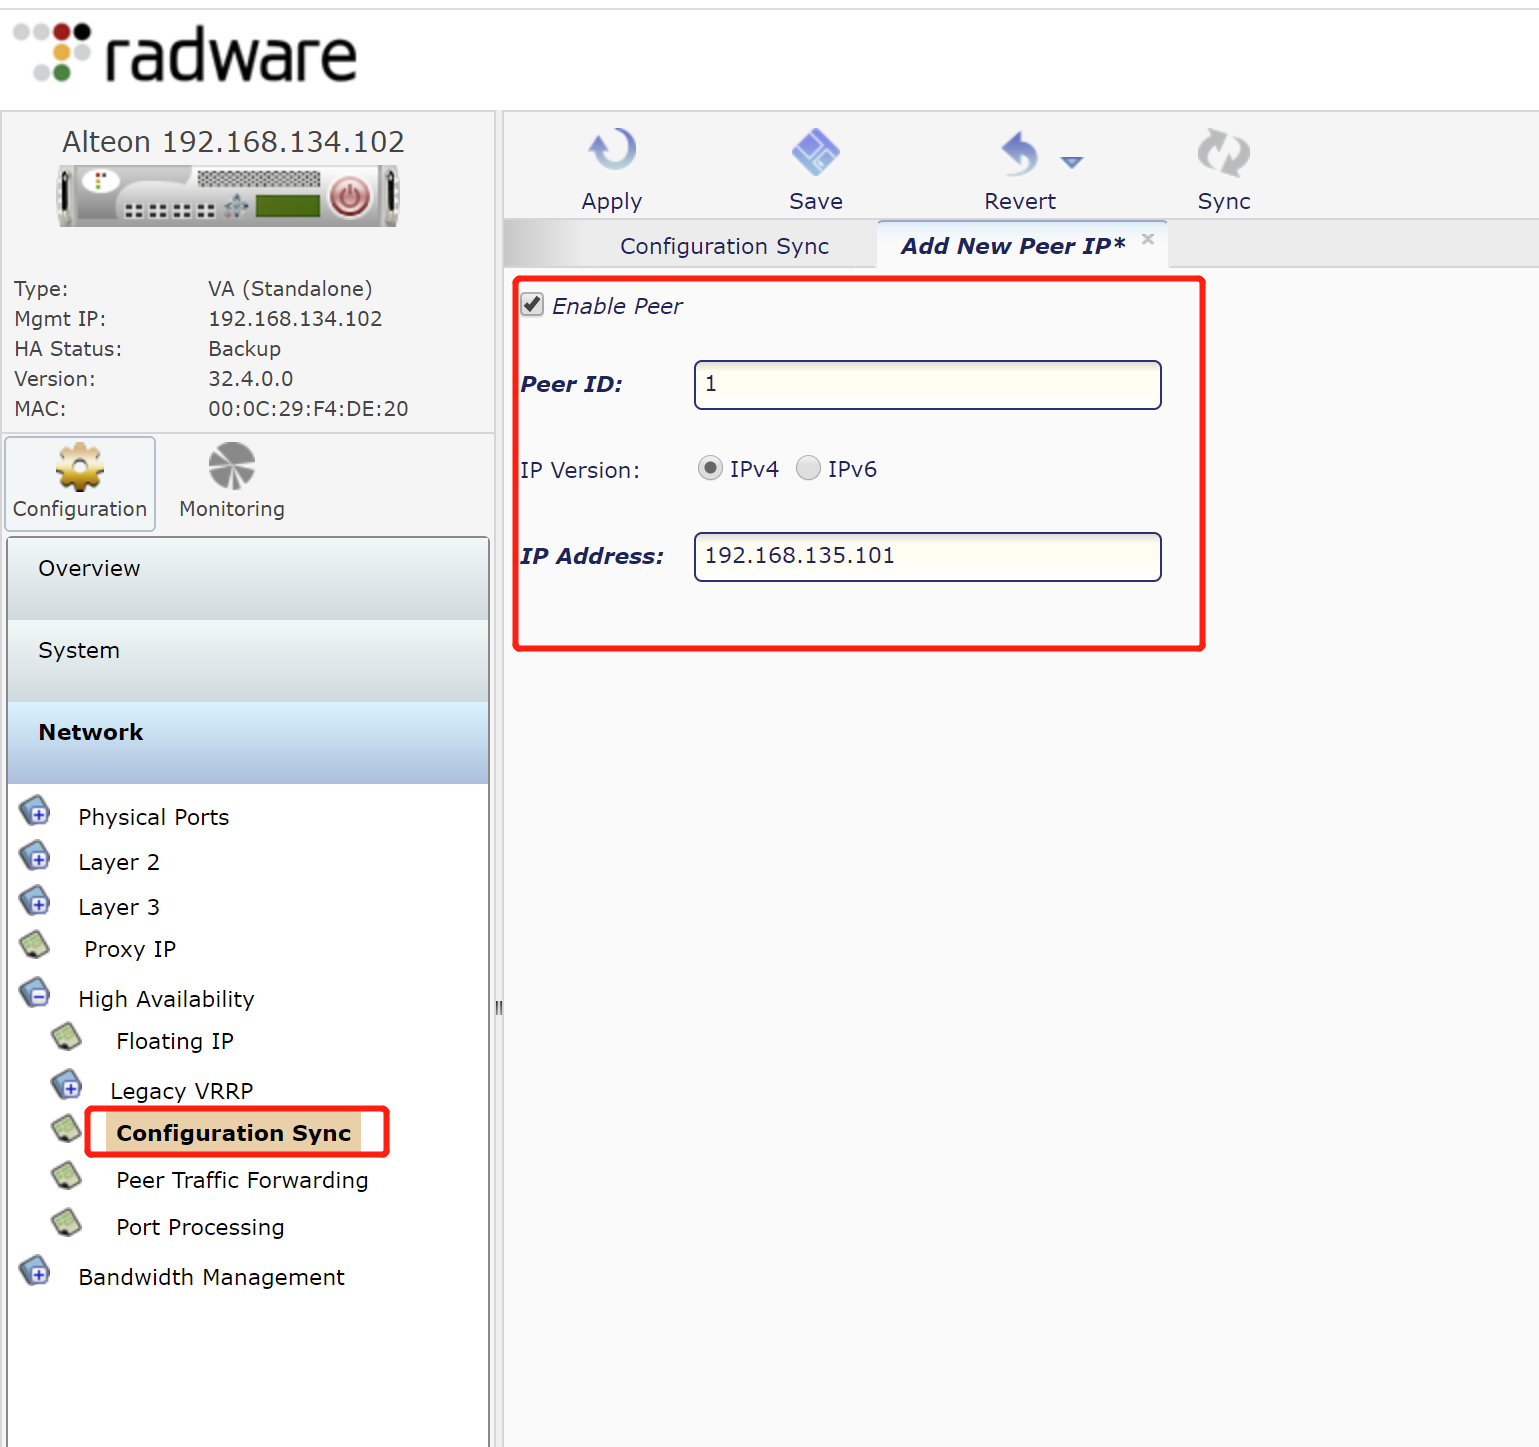 radware
Alteon 192.168.134.102
Type: VA (Standalone)
Mgmt IP: 192.168.134.102
HA Status: Backup
Version: 32.4.0.0
MAC: 00:0C:29:F4:DE:20
Configuration Monitoring
Overview
System
Network
Physical Ports
Layer 2
Layer 3
Proxy IP
High Availability
Floating IP
Legacy VRRP
Configuration Sync
Peer Traffic Forwarding
Port Processing
Bandwidth Management
Apply Save Revert Sync
Configuration Sync Add New Peer IP*
Enable Peer
Peer ID: 1
IP Version: IPv4 IPv6
IP Address: 192.168.135.101